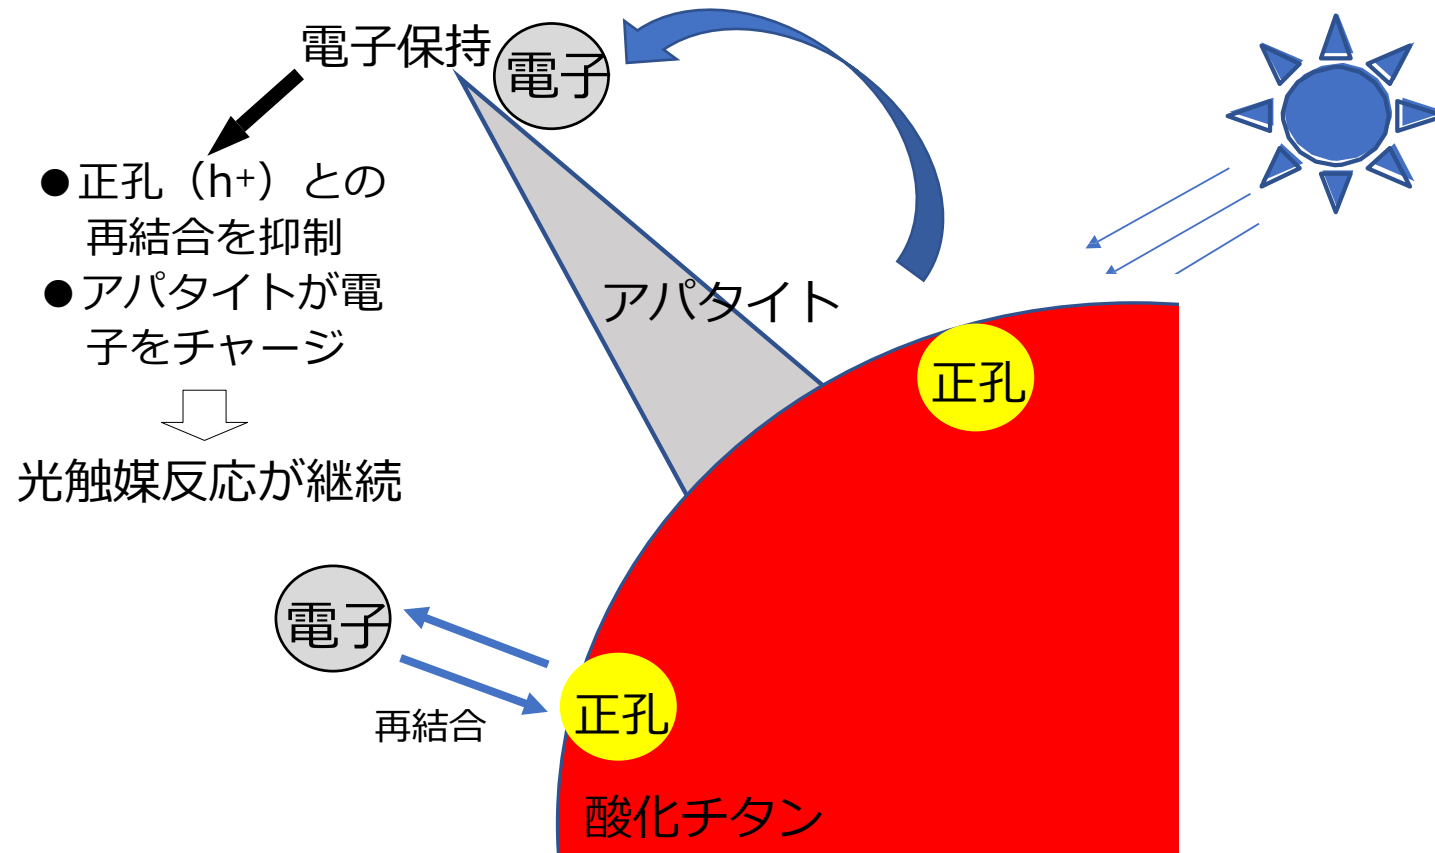 電子保持
電子
●正孔（h⁺）との
再結合を抑制
●アパタイトが電
子をチャージ
光触媒反応が継続
アパタイト
正孔
電子
再結合
正孔
酸化チタン